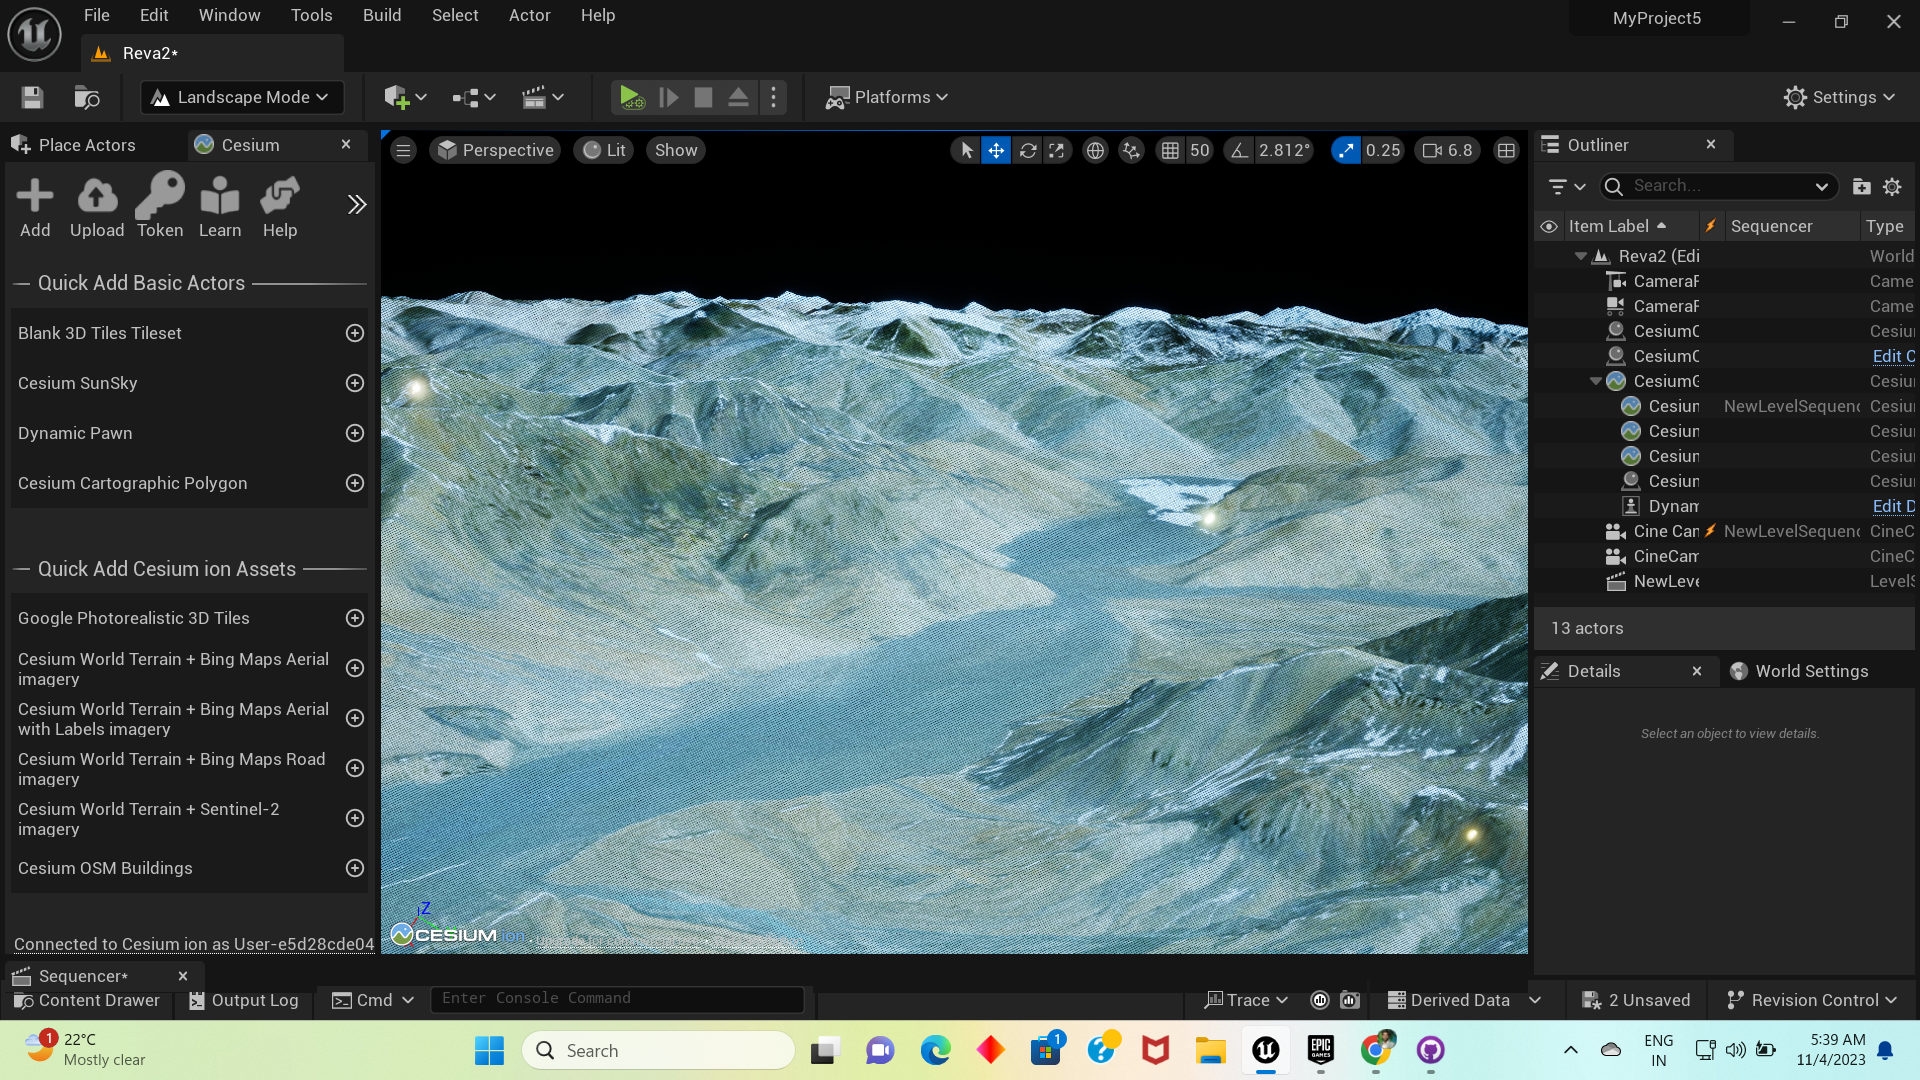 File Edit Window Tools Build Select Actor Help
MyProject5
Reva2*
Landscape Mode
Platforms
Settings
Place Actors
Cesium
Perspective
Lit
Show
50
2.812°
0.25
6.8
Outliner
Search...
Add Upload Token Learn Help
Item Label
Sequencer
Type
Quick Add Basic Actors
Reva2 (Edi World
CameraF Came
CameraF Came
Blank 3D Tiles Tileset
CesiumC Cesiu
CesiumC Edit C
Cesium SunSky
CesiumG Cesiu
Cesiun NewLevelSequenc Cesiu
Dynamic Pawn
Cesiun Cesiu
Cesiun Cesiu
Cesium Cartographic Polygon
Cesiun Cesiu
Dynam Edit D
Cine Can NewLevelSequenc CineC
CineCam CineC
NewLeve LevelS
Quick Add Cesium ion Assets
Google Photorealistic 3D Tiles
13 actors
Cesium World Terrain + Bing Maps Aerial
imagery
Details
World Settings
Cesium World Terrain + Bing Maps Aerial
with Labels imagery
Select an object to view details.
Cesium World Terrain + Bing Maps Road
imagery
Cesium World Terrain + Sentinel-2
imagery
Cesium OSM Buildings
Z
CESIUM ion
Connected to Cesium ion as User-e5d28cde04
Sequencer*
Content Drawer
Output Log
Cmd
Enter Console Command
Trace
Derived Data
2 Unsaved
Revision Control
1
22°C
Mostly clear
Search
1
EPIC
GAMES
ENG
IN
5:39 AM
11/4/2023